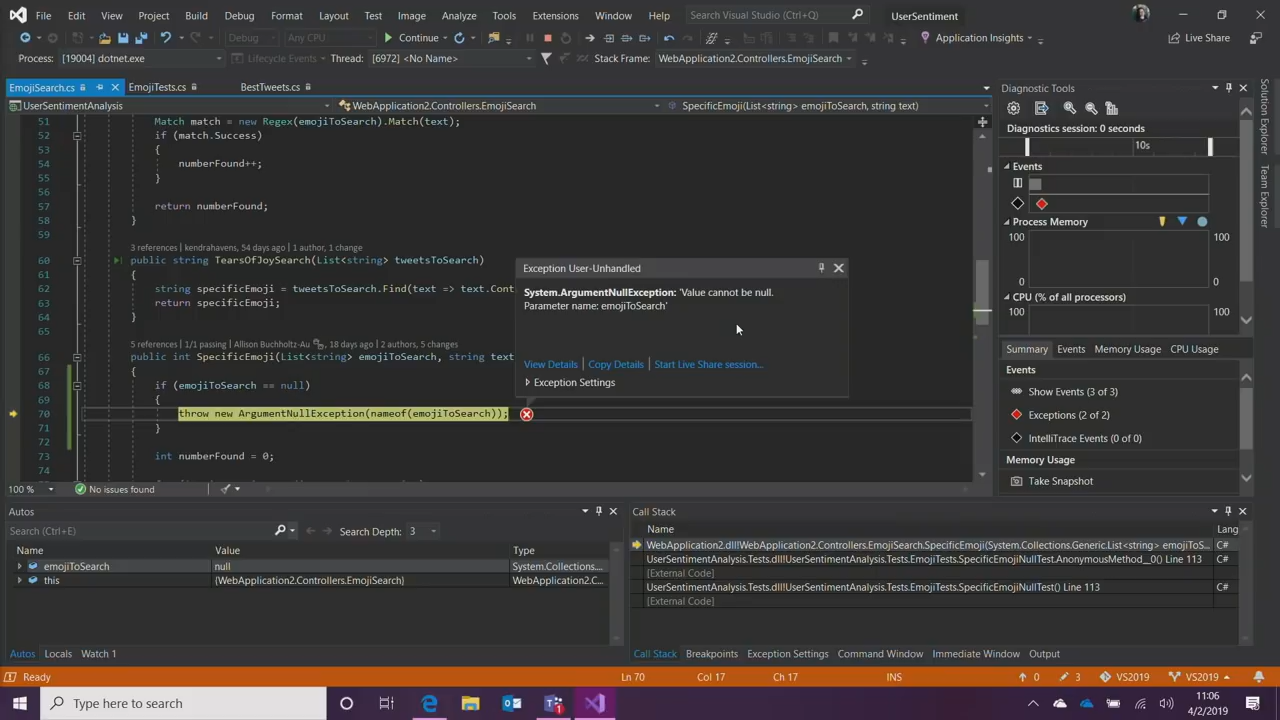 File Edit View Project Build Debug Format Layout Test Image Analyze Tools Extensions Window Help Search Visual Studio (Ctrl+Q) UserSentiment
Debug Any CPU Continue Application Insights Live Share
Process: [19004] dotnet.exe Lifecycle Events Thread: [6972] <No Name> Stack Frame: WebApplication2.Controllers.EmojiSearch
EmojiSearch.cs EmojiTests.cs BestTweets.cs
UserSentimentAnalysis WebApplication2.Controllers.EmojiSearch SpecificEmoji(List<string> emojiToSearch, string text)
51 Match match = new Regex(emojiToSearch).Match(text);
52 if (match.Success)
53 {
54 numberFound++;
55 }
56
57 return numberFound;
58 }
59
3 references | kendrahavens, 54 days ago | 1 author, 1 change
60 public string TearsOfJoySearch(List<string> tweetsToSearch)
61 {
62 string specificEmoji = tweetsToSearch.Find(text => text.Cont
63 return specificEmoji;
64 }
65
5 references | 1/1 passing | Allison Buchholtz-Au, 18 days ago | 2 authors, 5 changes
66 public int SpecificEmoji(List<string> emojiToSearch, string text
67 {
68 if (emojiToSearch == null)
69 {
70 throw new ArgumentNullException(nameof(emojiToSearch));
71 }
72
73 int numberFound = 0;
74
100 % No issues found
Exception User-Unhandled
System.ArgumentNullException: 'Value cannot be null.
Parameter name: emojiToSearch'
View Details | Copy Details | Start Live Share session...
Exception Settings
Diagnostic Tools
Diagnostics session: 0 seconds
10s
Events
Process Memory
100 100
0 0
CPU (% of all processors)
100 100
Summary Events Memory Usage CPU Usage
Events
Show Events (3 of 3)
Exceptions (2 of 2)
IntelliTrace Events (0 of 0)
Memory Usage
Take Snapshot
Solution Explorer
Team Explorer
Autos
Search (Ctrl+E) Search Depth: 3
Name Value Type
emojiToSearch null System.Collections....
this {WebApplication2.Controllers.EmojiSearch} WebApplication2.C...
Autos Locals Watch 1
Call Stack
Name Lang
WebApplication2.dll!WebApplication2.Controllers.EmojiSearch.SpecificEmoji(System.Collections.Generic.List<string> emojiToS... C#
UserSentimentAnalysis.Tests.dll!UserSentimentAnalysis.Tests.EmojiTests.SpecificEmojiNullTest.AnonymousMethod__0() Line 113 C#
[External Code]
UserSentimentAnalysis.Tests.dll!UserSentimentAnalysis.Tests.EmojiTests.SpecificEmojiNullTest() Line 113 C#
[External Code]
Call Stack Breakpoints Exception Settings Command Window Immediate Window Output
Ready Ln 70 Col 17 Ch 17 INS 0 3 VS2019 VS2019
Type here to search
11:06
4/2/2019